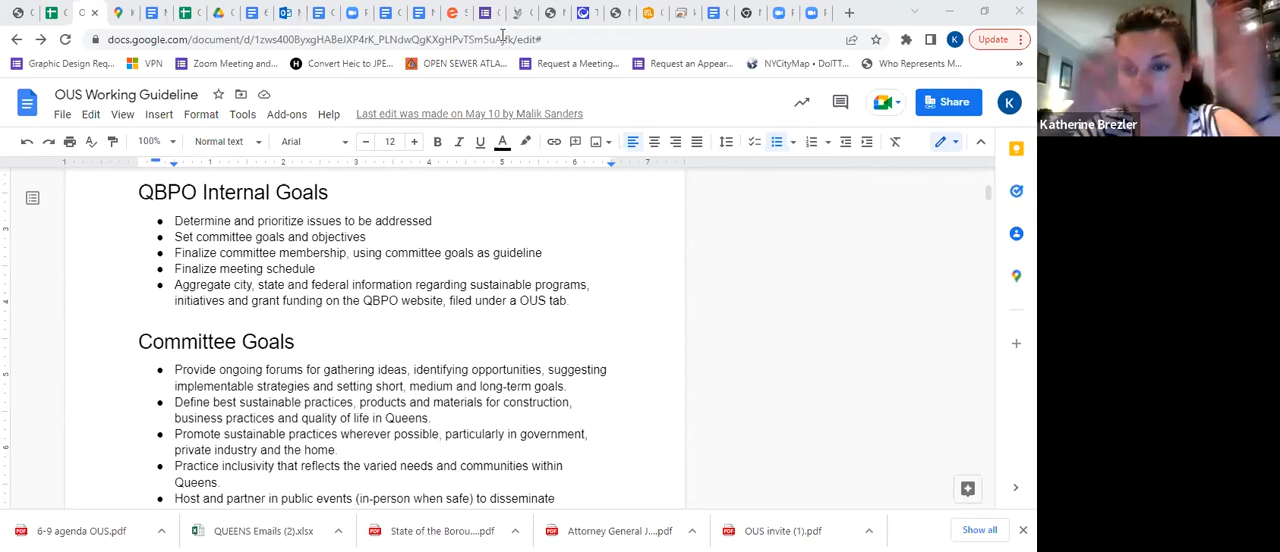 docs.google.com/document/d/1zws4008yxgHABeJXP4rK_PLNdwQgKXgHPvTSm5uA fk/edit#
Update
Graphic Design Req...
VPN
Zoom Meeting and...
Convert Heic to JPE...
OPEN SEWER ATLA...
Request a Meeting...
Request an Appear...
NYCityMap • DoITT...
Who Represents M...
OUS Working Guideline
File Edit View Insert Format Tools Add-ons Help
Last edit was made on May 10 by Malik Sanders
Share
K
100% Normal text Arial 12
Katherine Brezler
QBPO Internal Goals
● Determine and prioritize issues to be addressed
● Set committee goals and objectives
● Finalize committee membership, using committee goals as guideline
● Finalize meeting schedule
● Aggregate city, state and federal information regarding sustainable programs,
initiatives and grant funding on the QBPO website, filed under a OUS tab.
Committee Goals
● Provide ongoing forums for gathering ideas, identifying opportunities, suggesting
implementable strategies and setting short, medium and long-term goals.
● Define best sustainable practices, products and materials for construction,
business practices and quality of life in Queens.
● Promote sustainable practices wherever possible, particularly in government,
private industry and the home.
● Practice inclusivity that reflects the varied needs and communities within
Queens.
● Host and partner in public events (in-person when safe) to disseminate
6-9 agenda OUS.pdf
QUEENS Emails (2).xlsx
State of the Borou....pdf
Attorney General J....pdf
OUS invite (1).pdf
Show all